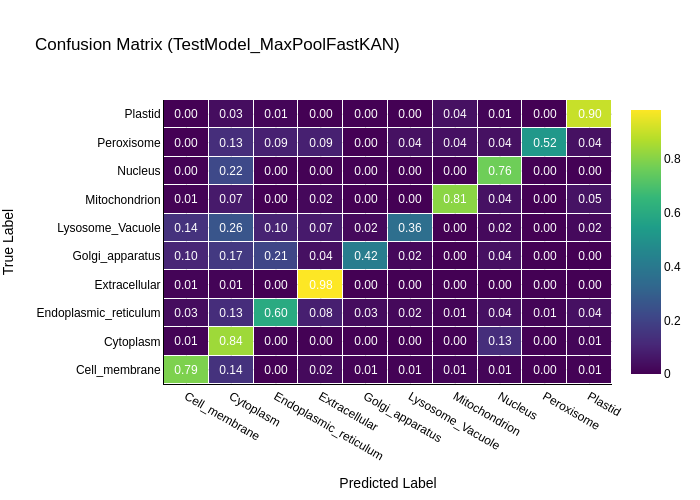 Confusion Matrix (TestModel_MaxPoolFastKAN)
Plastid 0.00 0.03 0.01 0.00 0.00 0.00 0.04 0.01 0.00 0.90
Peroxisome 0.00 0.13 0.09 0.09 0.00 0.04 0.04 0.04 0.52 0.04
Nucleus 0.00 0.22 0.00 0.00 0.00 0.00 0.00 0.76 0.00 0.00
Mitochondrion 0.01 0.07 0.00 0.02 0.00 0.00 0.81 0.04 0.00 0.05
Lysosome_Vacuole 0.14 0.26 0.10 0.07 0.02 0.36 0.00 0.02 0.00 0.02
Golgi_apparatus 0.10 0.17 0.21 0.04 0.42 0.02 0.00 0.04 0.00 0.00
Extracellular 0.01 0.01 0.00 0.98 0.00 0.00 0.00 0.00 0.00 0.00
Endoplasmic_reticulum 0.03 0.13 0.60 0.08 0.03 0.02 0.01 0.04 0.01 0.04
Cytoplasm 0.01 0.84 0.00 0.00 0.00 0.00 0.00 0.13 0.00 0.01
Cell_membrane 0.79 0.14 0.00 0.02 0.01 0.01 0.01 0.01 0.00 0.01
True Label
Cell_membrane
Cytoplasm
Endoplasmic_reticulum
Extracellular
Golgi_apparatus
Lysosome_Vacuole
Mitochondrion
Nucleus
Peroxisome
Plastid
Predicted Label
0.8
0.6
0.4
0.2
0